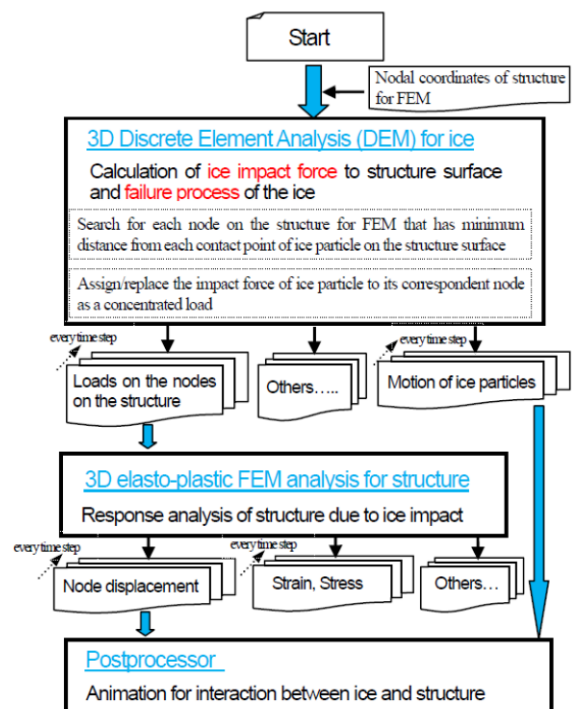 Start
Nodal coordinates of structure
for FEM
3D Discrete Element Analysis (DEM) for ice
Calculation of ice impact force to structure surface
and failure process of the ice
Search for each node on the structure for FEM that has minimum
distance from each contact point of ice particle on the structure surface
Assign/replace the impact force of ice particle to its correspondent node
as a concentrated load
every time step
every time step
Loads on the nodes
on the structure
Others…..
Motion of ice particles
3D elasto-plastic FEM analysis for structure
Response analysis of structure due to ice impact
every time step
every time step
Node displacement
Strain, Stress
Others…
Postprocessor
Animation for interaction between ice and structure